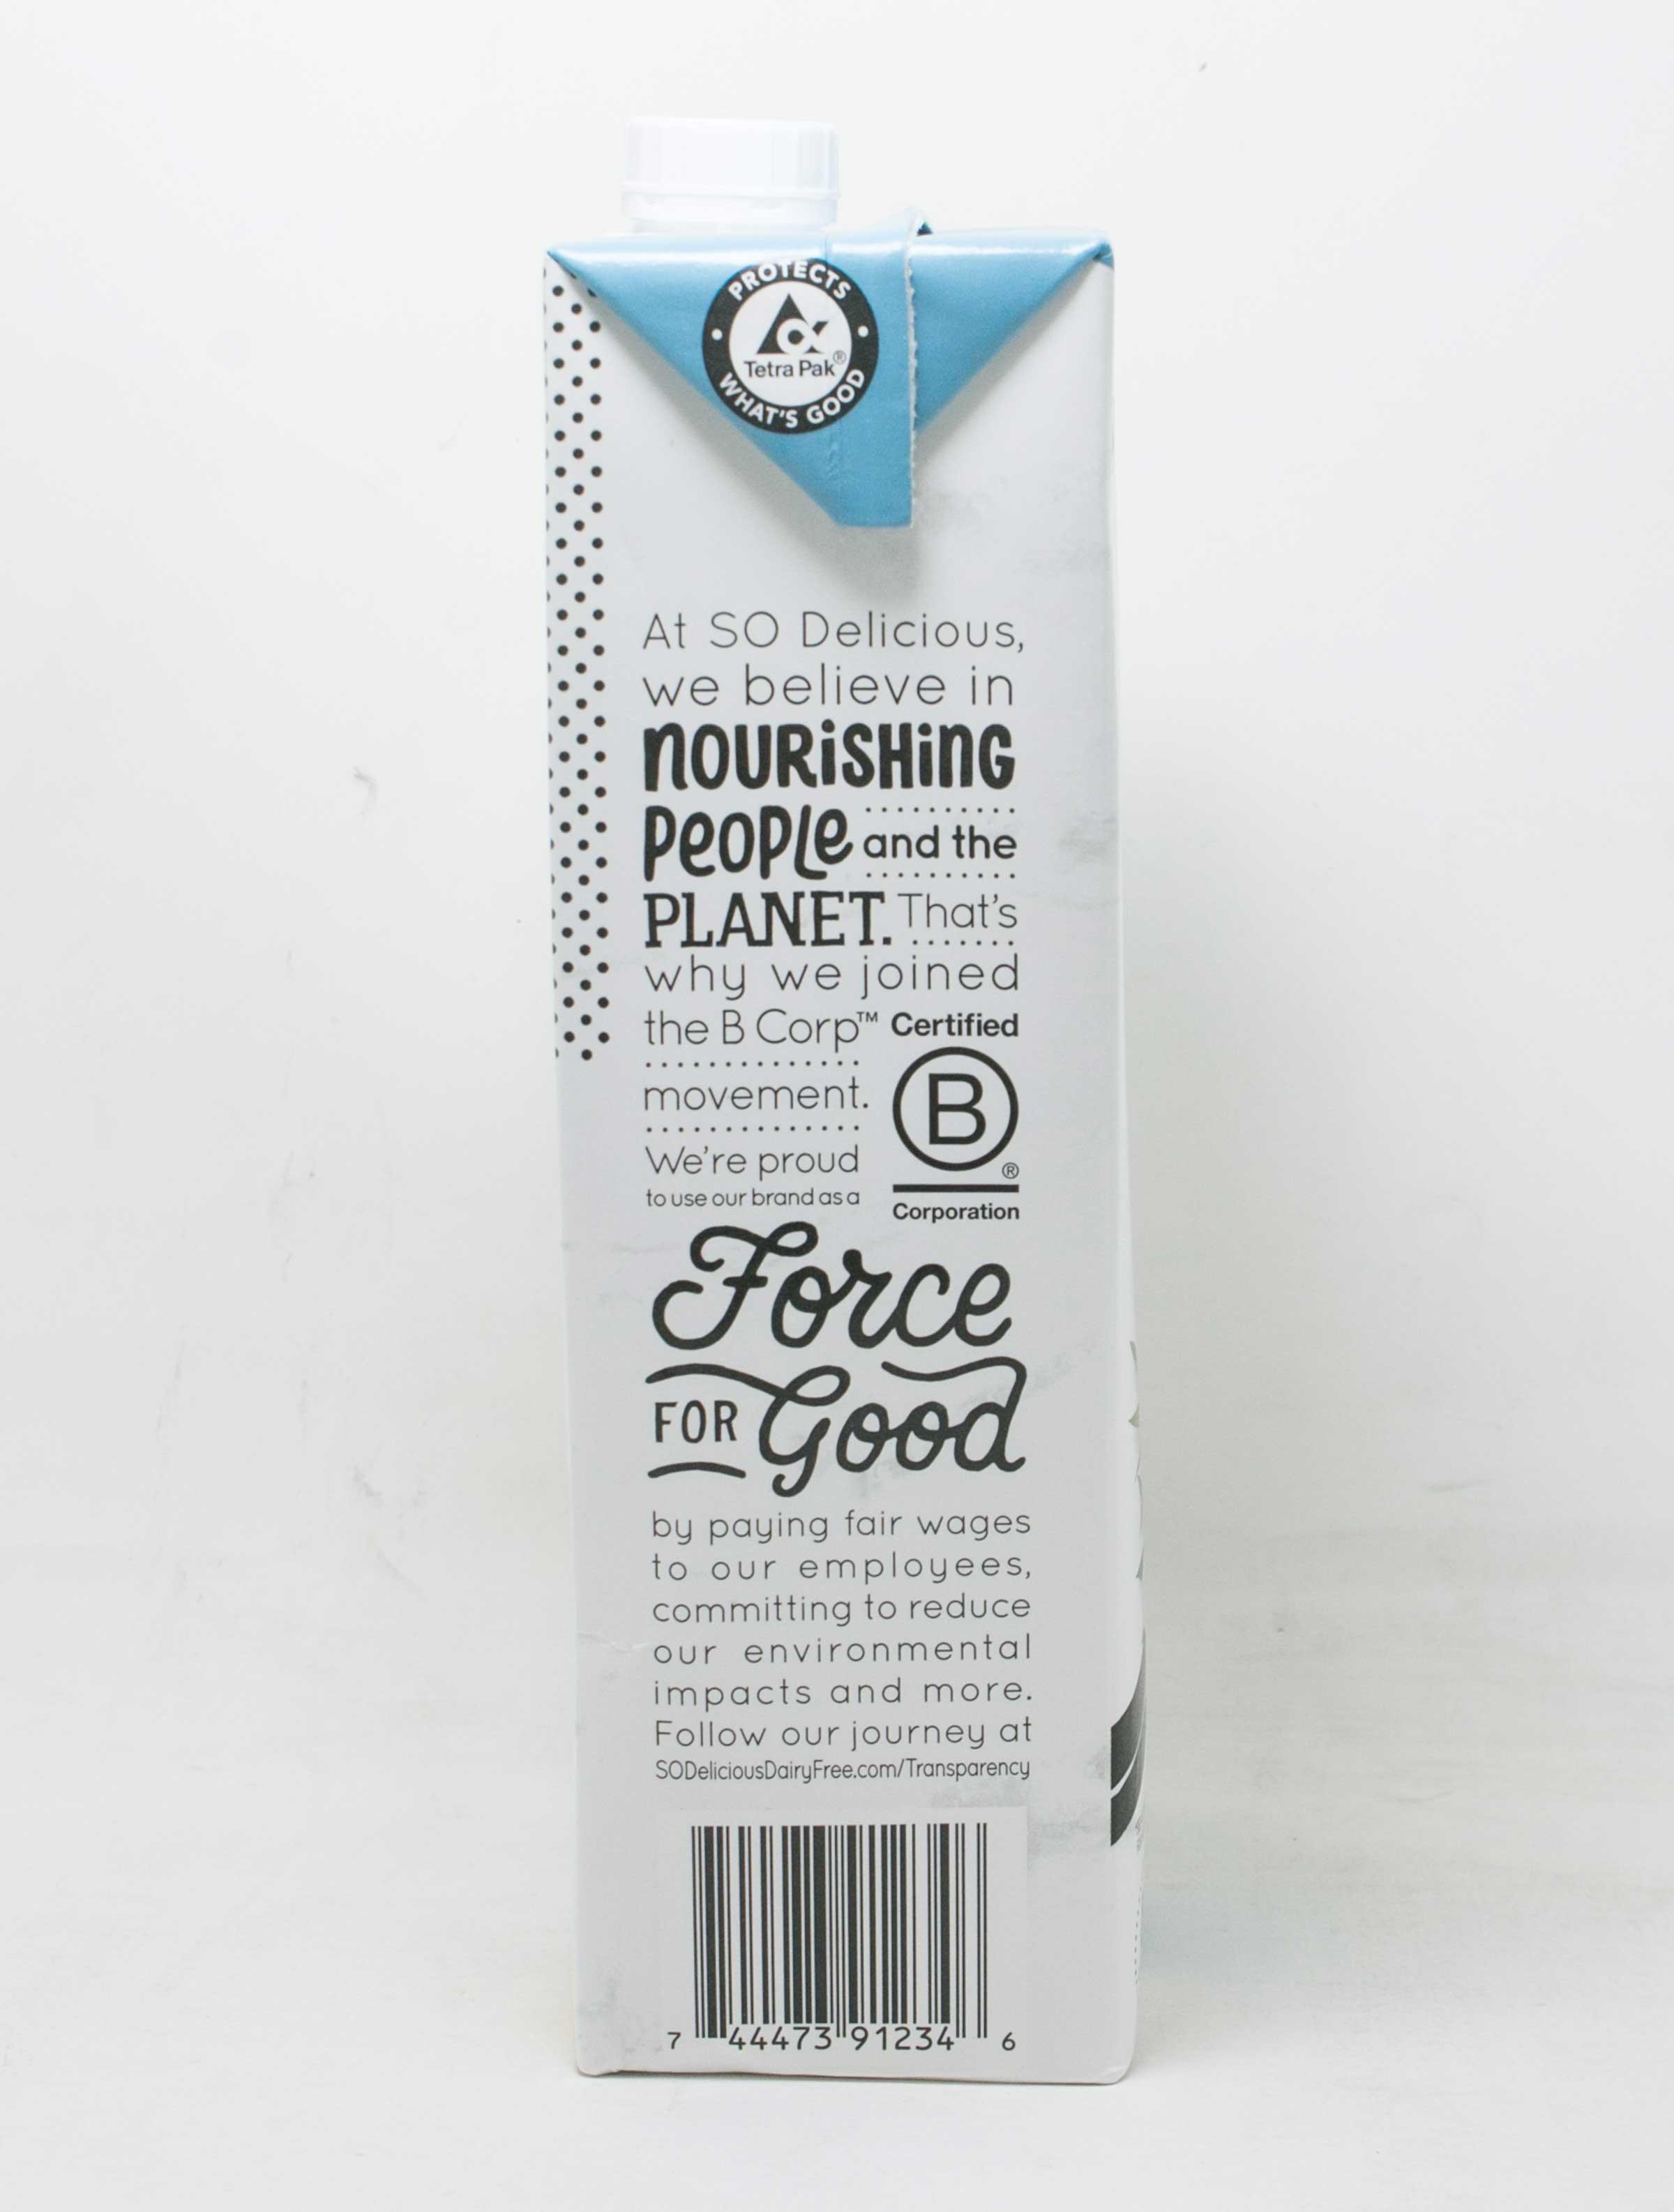 PROTECTS
Tetra Pak®
WHAT'S GOOD
At SO Delicious,
we believe in
NOURiSHiNG
PeOPLe and the
PLANET. That's
why we joined
the B Corp™
movement.
We're proud
to use our brand as a
Certified
B
®
Corporation
Force
FOR Good
by paying fair wages
to our employees,
committing to reduce
our environmental
impacts and more.
Follow our journey at
SODeliciousDairyFree.com/Transparency
7 44473 91234 6